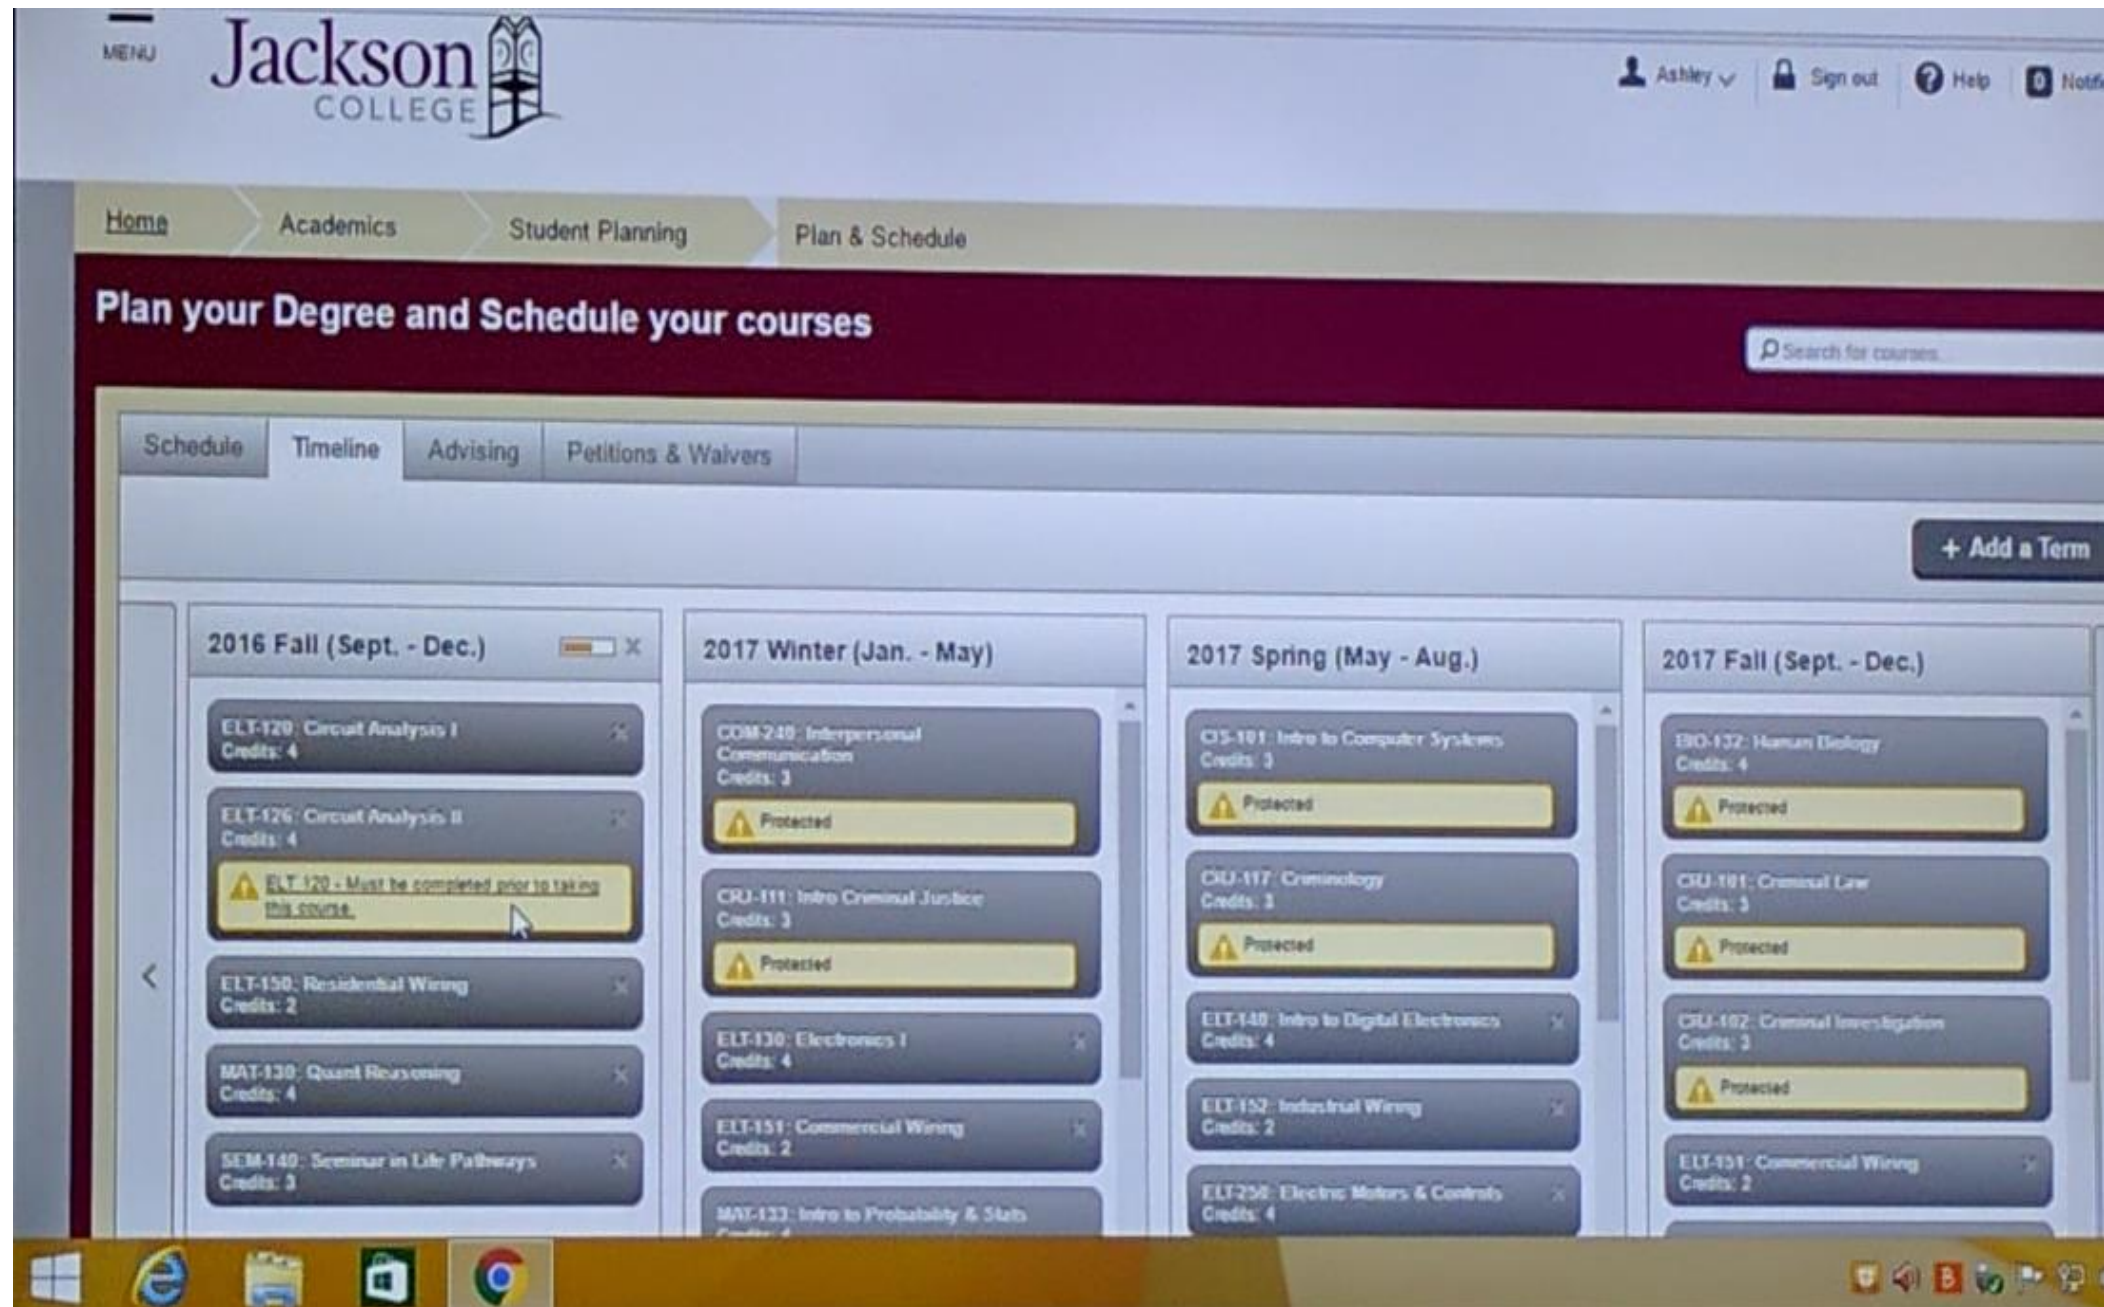 MENU
Jackson
COLLEGE
Ashley
Sign out
Help
0
Home
Academics
Student Planning
Plan & Schedule
Plan your Degree and Schedule your courses
Search for courses...
Schedule
Timeline
Advising
Petitions & Waivers
+ Add a Term
2016 Fall (Sept. - Dec.)
ELT-120: Circuit Analysis I
Credits: 4
ELT-126: Circuit Analysis II
Credits: 4
ELT 120 - Must be completed prior to taking
this course.
ELT-150: Residential Wiring
Credits: 2
MAT-130: Quant Reasoning
Credits: 4
SEM-140: Seminar in Life Pathways
Credits: 3
2017 Winter (Jan. - May)
COM-240: Interpersonal
Communication
Credits: 3
Protected
CRJ-111: Intro Criminal Justice
Credits: 3
Protected
ELT-130: Electronics I
Credits: 4
ELT-151: Commercial Wiring
Credits: 2
MAT-133: Intro to Probability & Stats
2017 Spring (May - Aug.)
CIS-101: Intro to Computer Systems
Credits: 3
Protected
CRJ-117: Criminology
Credits: 3
Protected
ELT-140: Intro to Digital Electronics
Credits: 4
ELT-152: Industrial Wiring
Credits: 2
ELT-250: Electric Motors & Controls
Credits: 4
2017 Fall (Sept. - Dec.)
BIO-132: Human Biology
Credits: 4
Protected
CRJ-101: Criminal Law
Credits: 3
Protected
CRJ-102: Criminal Investigation
Credits: 3
Protected
ELT-151: Commercial Wiring
Credits: 2
B